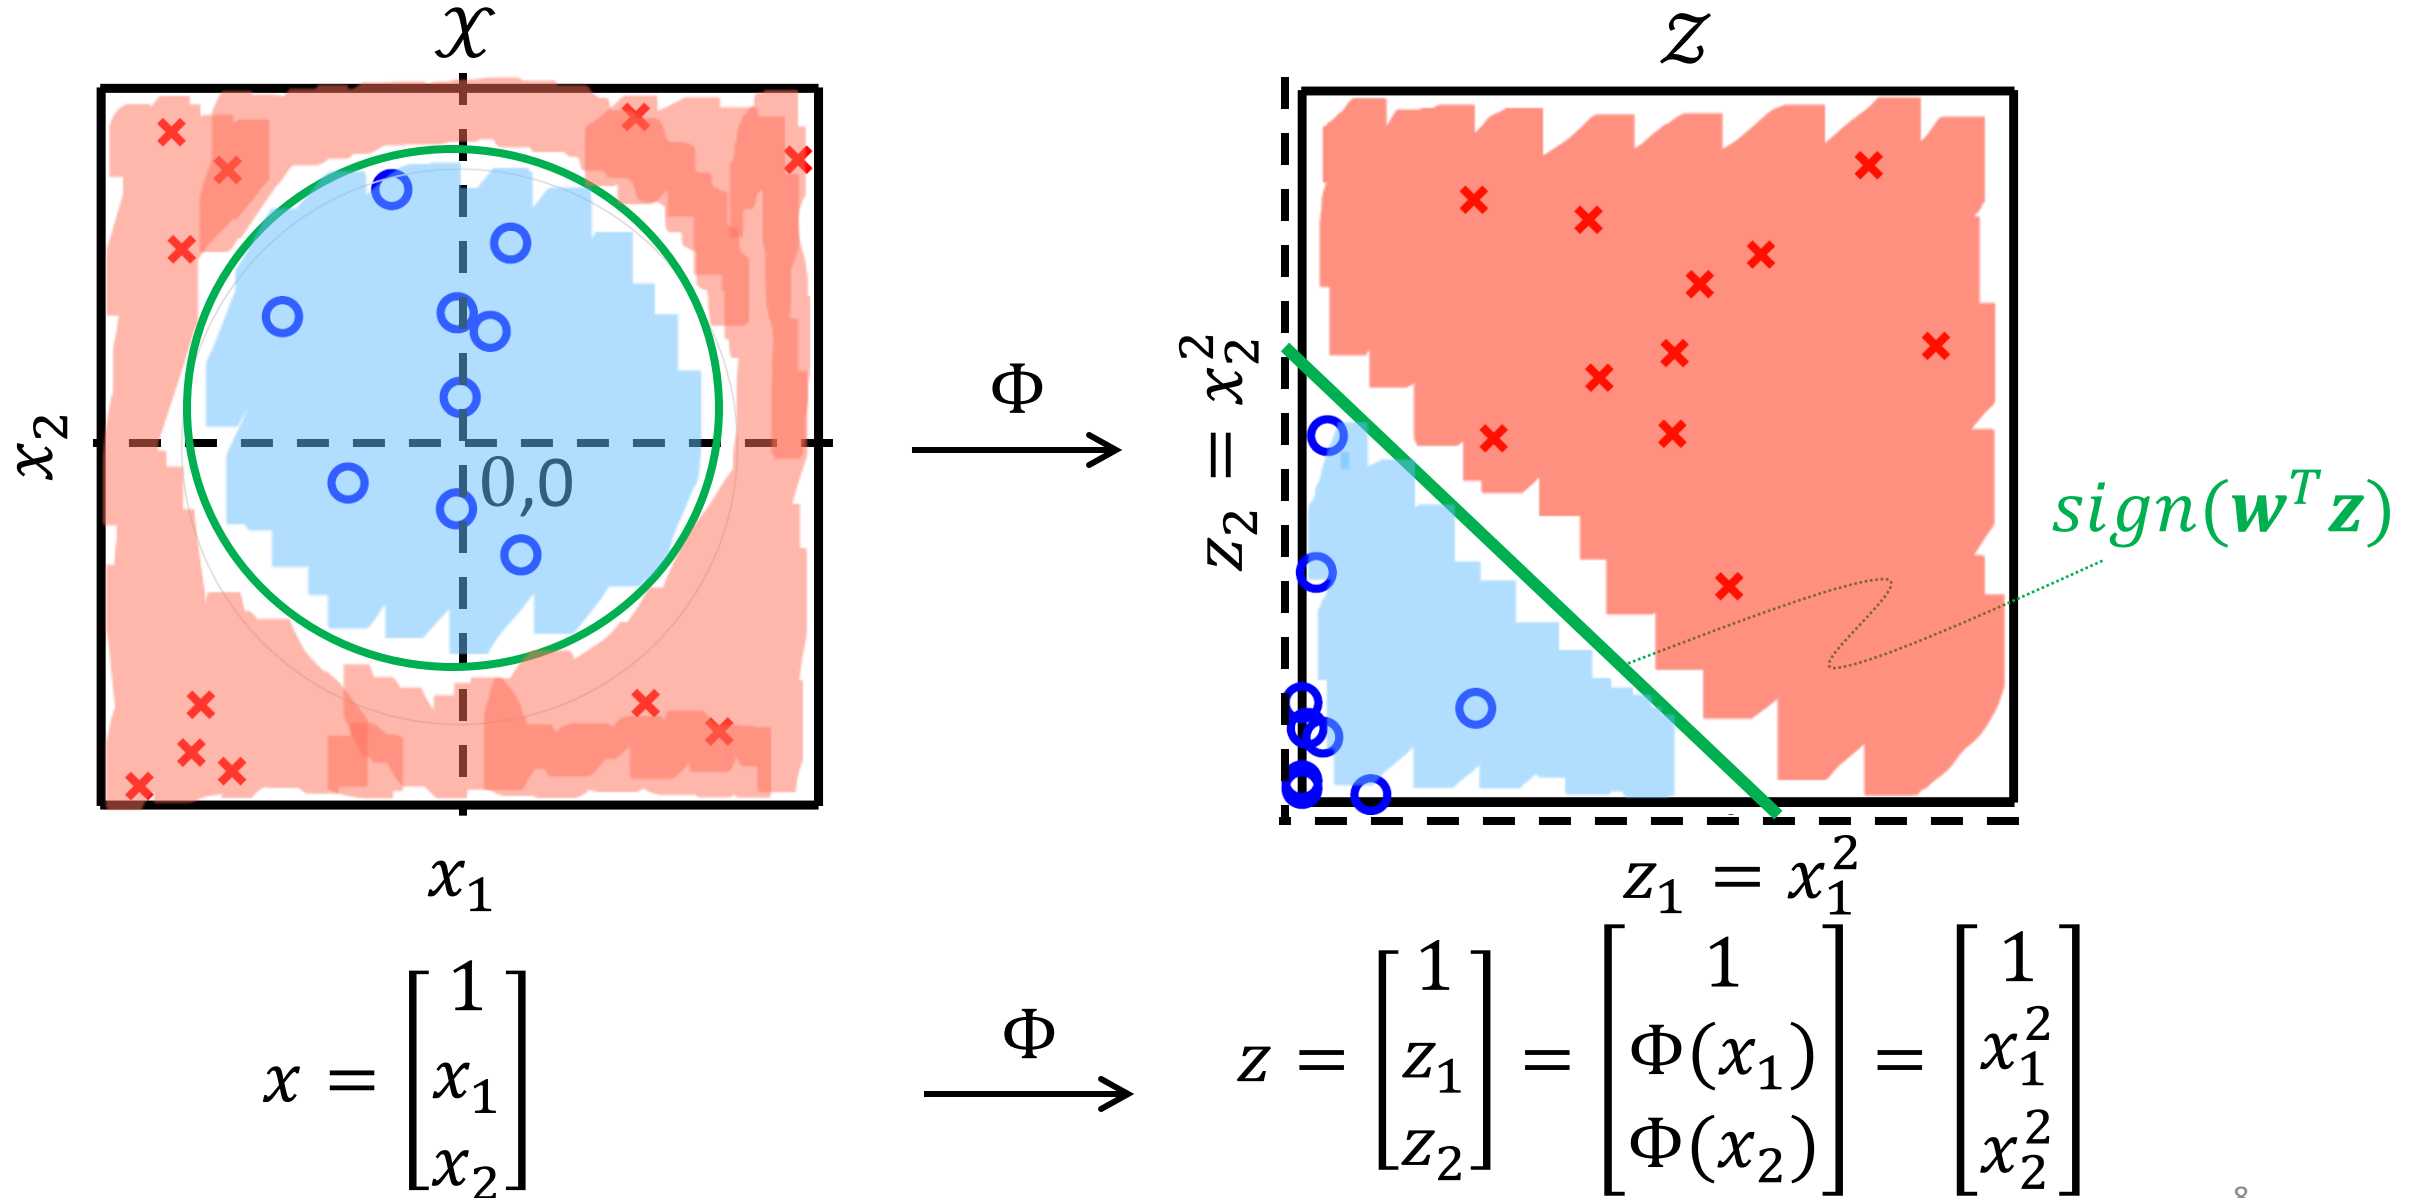 𝒳
𝒵
x₂
0,0
x₁
Φ
z₂ = x₂²
z₁ = x₁²
sign(wᵀz)
x = [1 x₁ x₂]
Φ
z = [1 z₁ z₂] = [1 Φ(x₁) Φ(x₂)] = [1 x₁² x₂²]
8